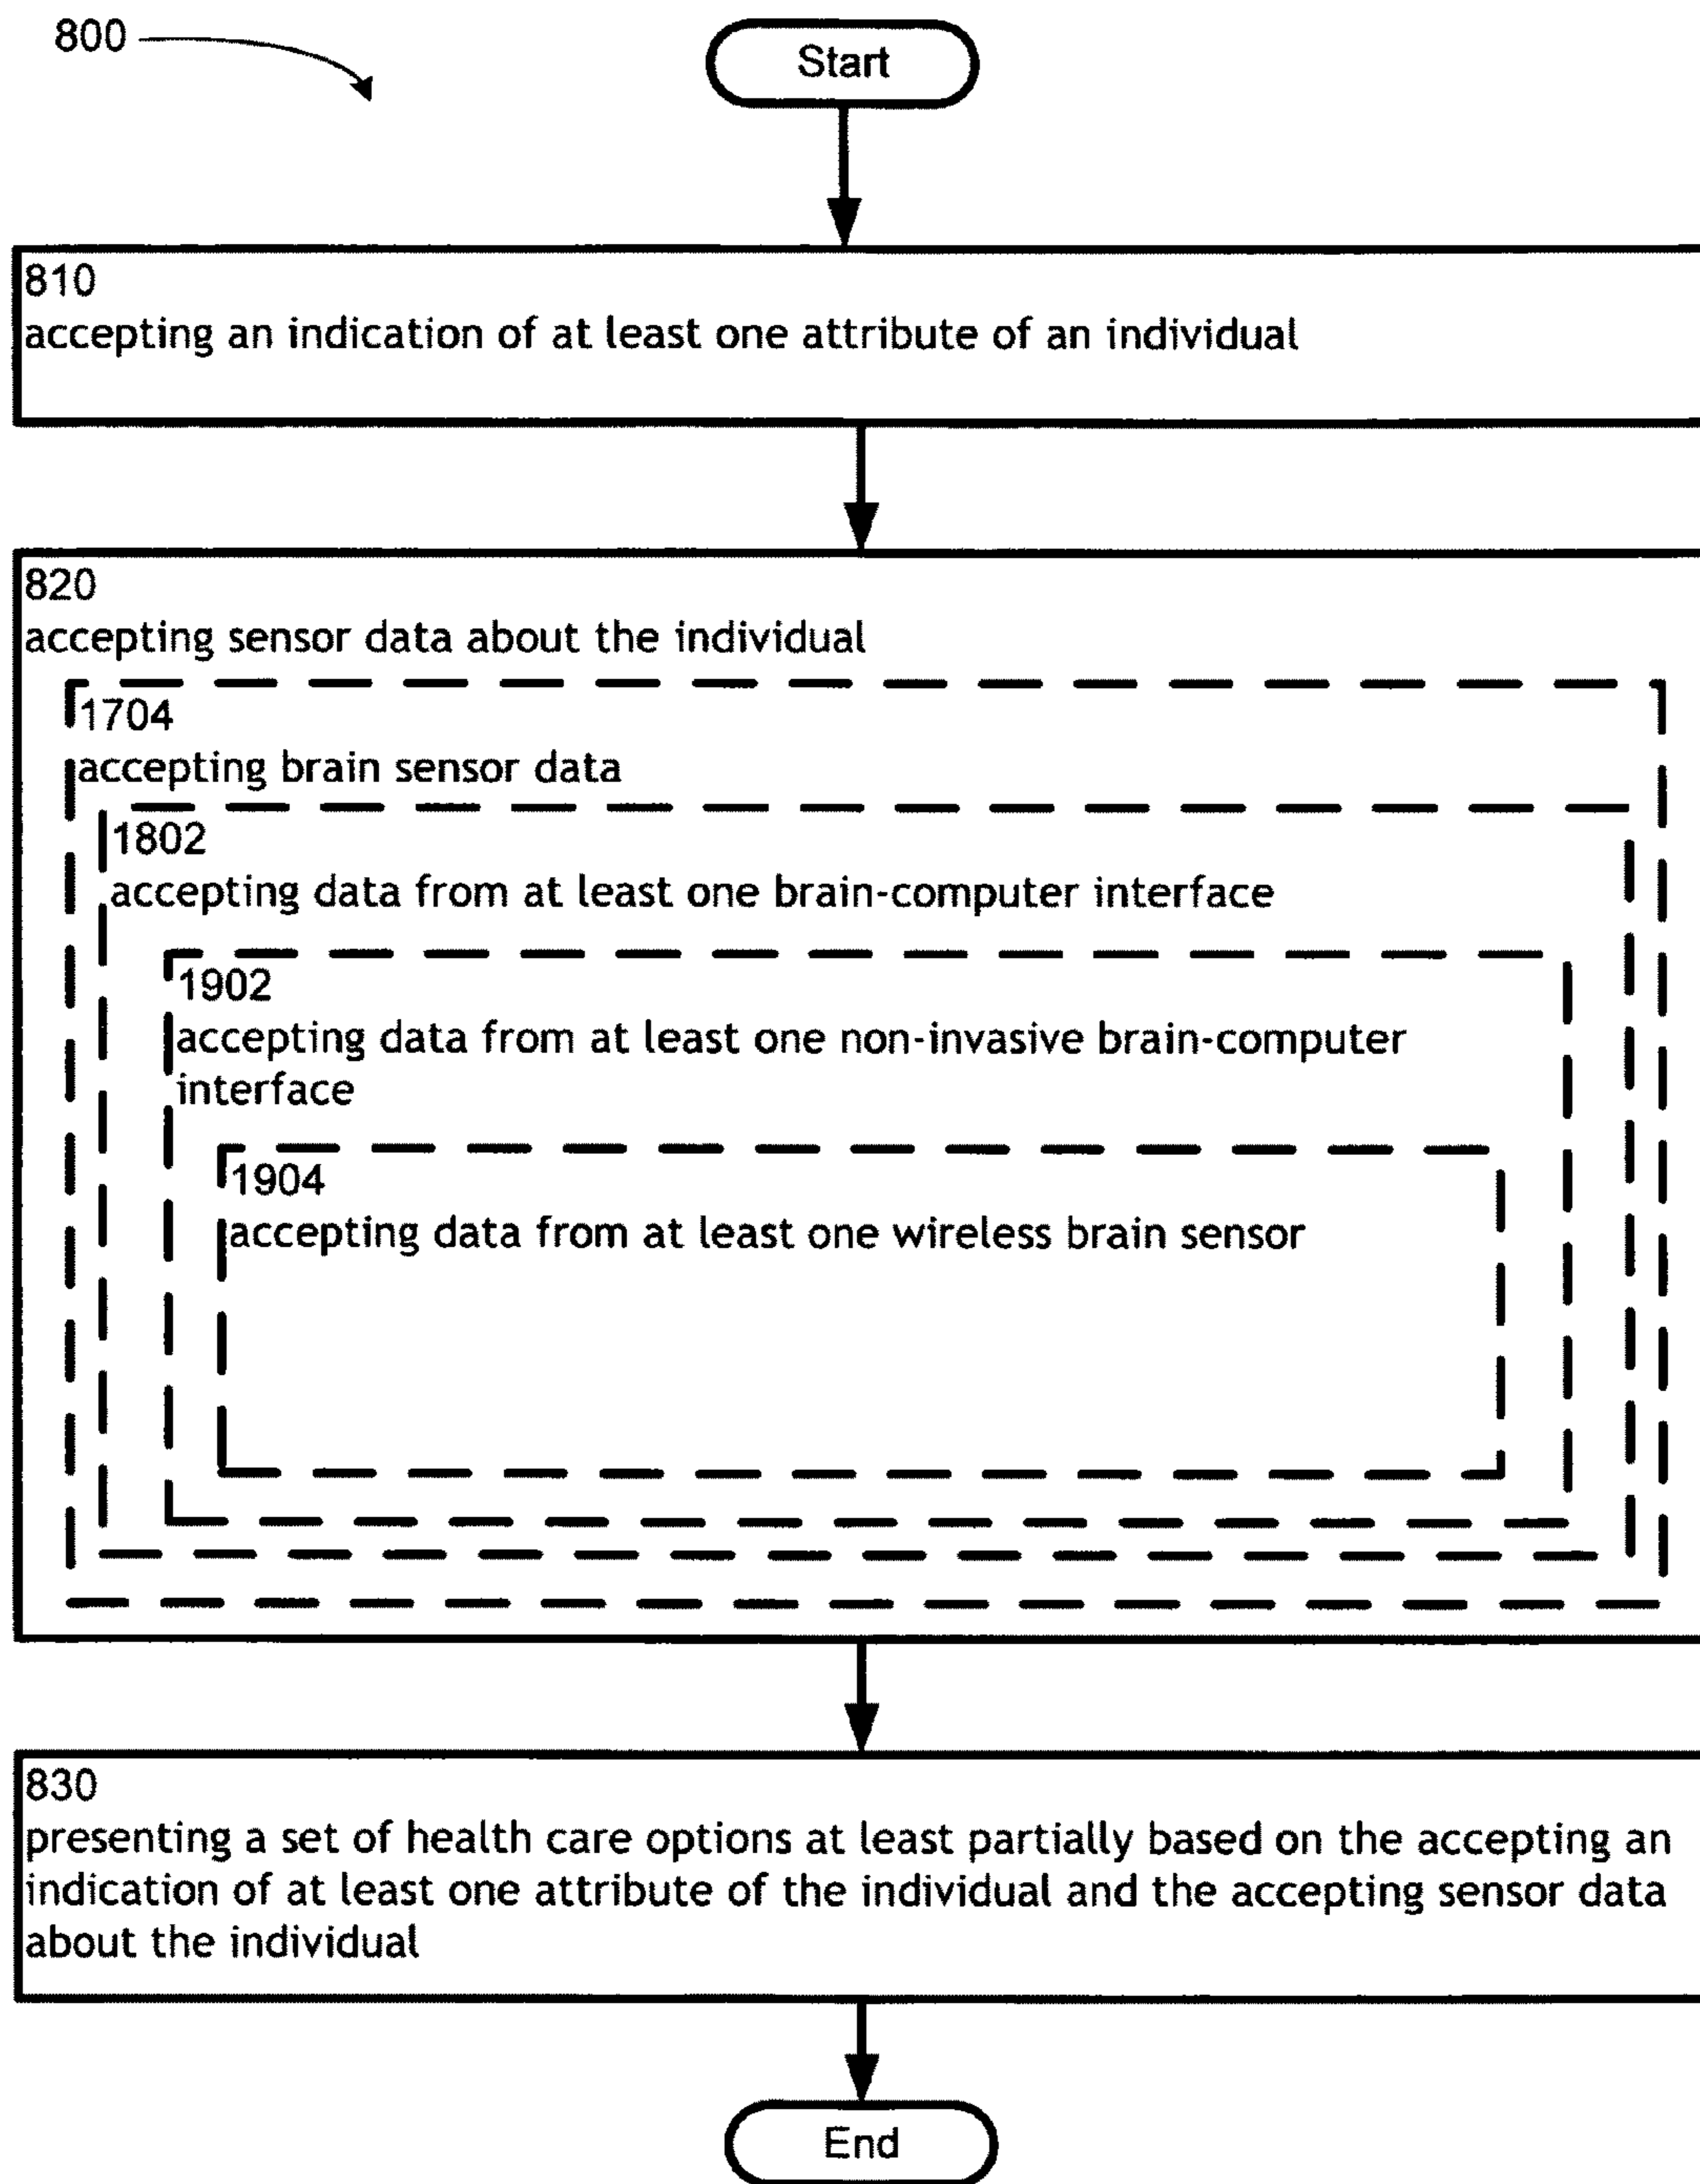 800
Start
810
accepting an indication of at least one attribute of an individual
820
accepting sensor data about the individual
1704
accepting brain sensor data
1802
accepting data from at least one brain-computer interface
1902
accepting data from at least one non-invasive brain-computer
interface
1904
accepting data from at least one wireless brain sensor
830
presenting a set of health care options at least partially based on the accepting an
indication of at least one attribute of the individual and the accepting sensor data
about the individual
End